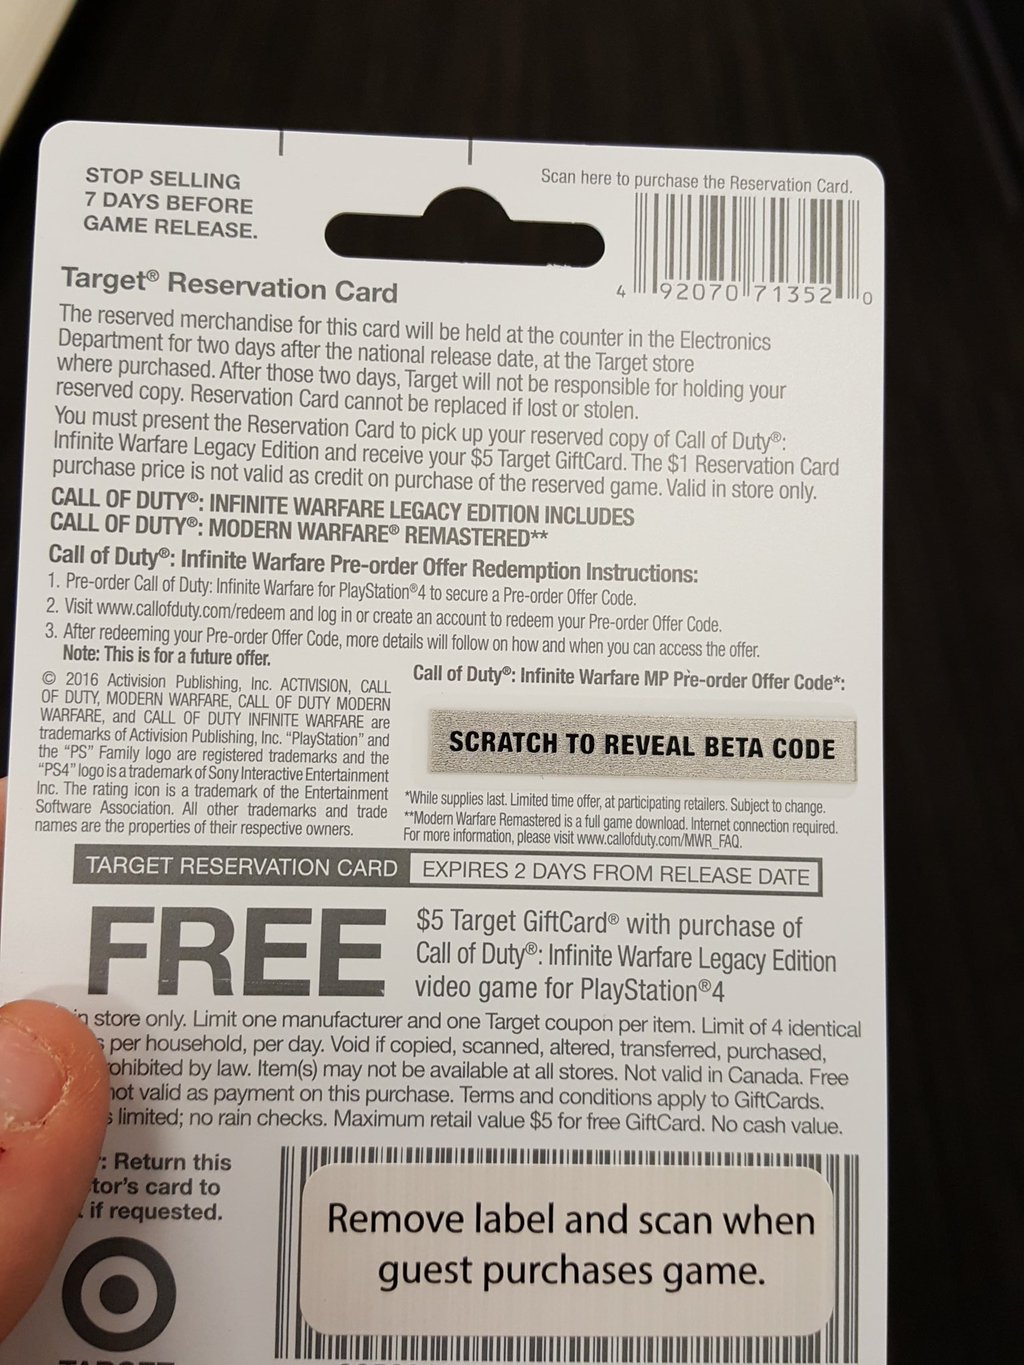 STOP SELLING
7 DAYS BEFORE
GAME RELEASE.
Scan here to purchase the Reservation Card.
4 92070 71352 0
Target® Reservation Card
The reserved merchandise for this card will be held at the counter in the Electronics
Department for two days after the national release date, at the Target store
where purchased. After those two days, Target will not be responsible for holding your
reserved copy. Reservation Card cannot be replaced if lost or stolen.
You must present the Reservation Card to pick up your reserved copy of Call of Duty®:
Infinite Warfare Legacy Edition and receive your $5 Target GiftCard. The $1 Reservation Card
purchase price is not valid as credit on purchase of the reserved game. Valid in store only.
CALL OF DUTY®: INFINITE WARFARE LEGACY EDITION INCLUDES
CALL OF DUTY®: MODERN WARFARE® REMASTERED**
Call of Duty®: Infinite Warfare Pre-order Offer Redemption Instructions:
1. Pre-order Call of Duty: Infinite Warfare for PlayStation®4 to secure a Pre-order Offer Code.
2. Visit www.callofduty.com/redeem and log in or create an account to redeem your Pre-order Offer Code.
3. After redeeming your Pre-order Offer Code, more details will follow on how and when you can access the offer.
Note: This is for a future offer.
© 2016 Activision Publishing, Inc. ACTIVISION, CALL
OF DUTY, MODERN WARFARE, CALL OF DUTY MODERN
WARFARE, and CALL OF DUTY INFINITE WARFARE are
trademarks of Activision Publishing, Inc. "PlayStation" and
the "PS" Family logo are registered trademarks and the
"PS4" logo is a trademark of Sony Interactive Entertainment
Inc. The rating icon is a trademark of the Entertainment
Software Association. All other trademarks and trade
names are the properties of their respective owners.
Call of Duty®: Infinite Warfare MP Pre-order Offer Code*:
SCRATCH TO REVEAL BETA CODE
*While supplies last. Limited time offer, at participating retailers. Subject to change.
**Modern Warfare Remastered is a full game download. Internet connection required.
For more information, please visit www.callofduty.com/MWR_FAQ.
TARGET RESERVATION CARD EXPIRES 2 DAYS FROM RELEASE DATE
FREE
$5 Target GiftCard® with purchase of
Call of Duty®: Infinite Warfare Legacy Edition
video game for PlayStation®4
in store only. Limit one manufacturer and one Target coupon per item. Limit of 4 identical
per household, per day. Void if copied, scanned, altered, transferred, purchased,
prohibited by law. Item(s) may not be available at all stores. Not valid in Canada. Free
not valid as payment on this purchase. Terms and conditions apply to GiftCards.
limited; no rain checks. Maximum retail value $5 for free GiftCard. No cash value.
: Return this
tor's card to
if requested.
Remove label and scan when
guest purchases game.